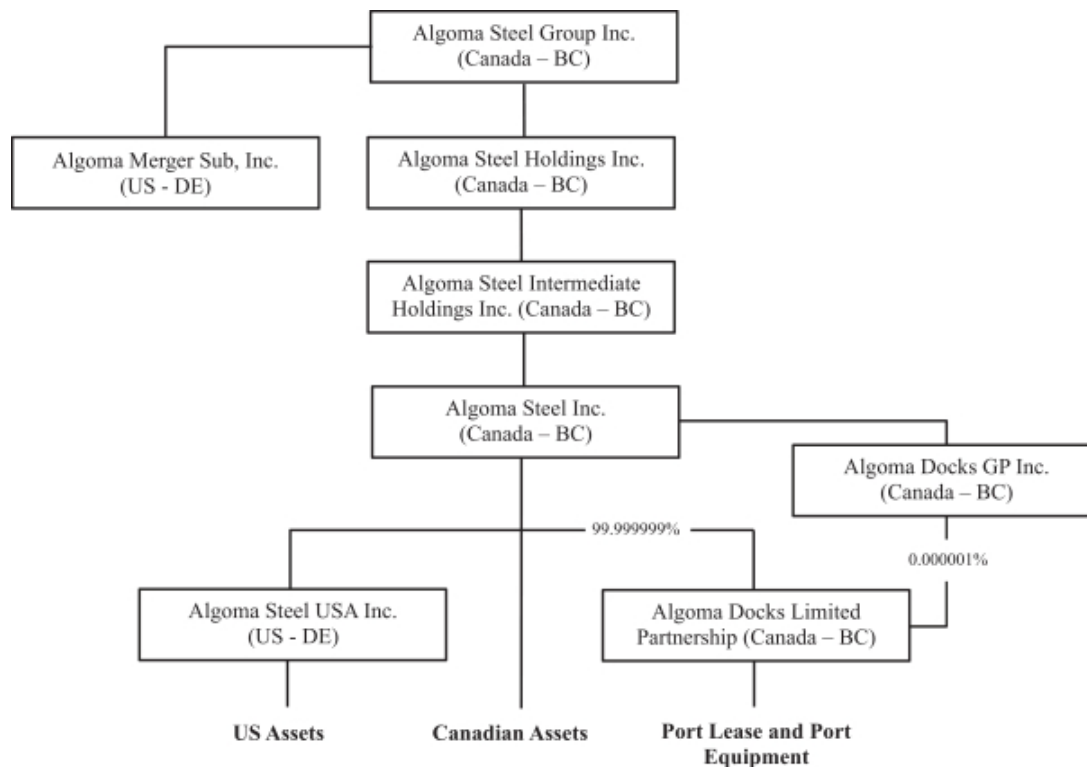 Algoma Steel Group Inc.
(Canada – BC)
Algoma Merger Sub, Inc.
(US - DE)
Algoma Steel Holdings Inc.
(Canada – BC)
Algoma Steel Intermediate
Holdings Inc. (Canada – BC)
Algoma Steel Inc.
(Canada – BC)
Algoma Docks GP Inc.
(Canada – BC)
99.999999%
0.000001%
Algoma Steel USA Inc.
(US - DE)
Algoma Docks Limited
Partnership (Canada – BC)
US Assets
Canadian Assets
Port Lease and Port
Equipment